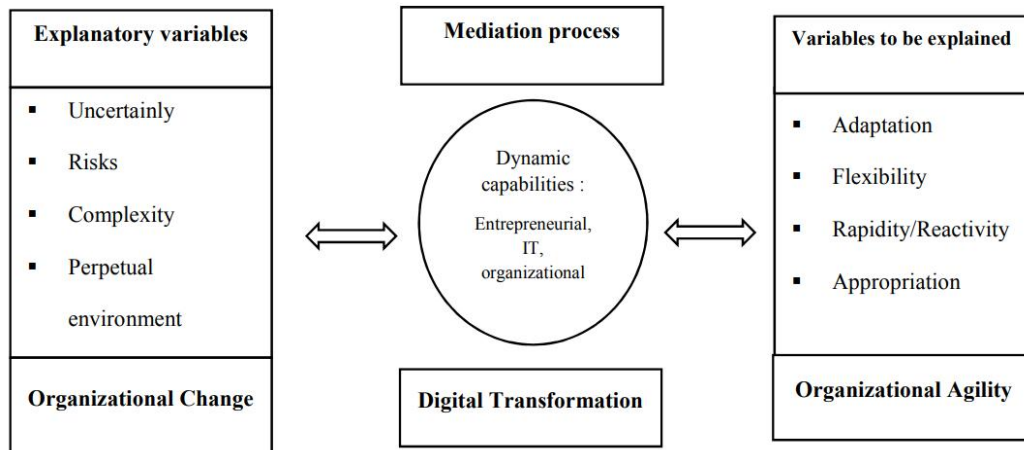 Explanatory variables
▪ Uncertainly
▪ Risks
▪ Complexity
▪ Perpetual
environment
Organizational Change
Mediation process
Dynamic
capabilities :
Entrepreneurial,
IT,
organizational
Digital Transformation
Variables to be explained
▪ Adaptation
▪ Flexibility
▪ Rapidity/Reactivity
▪ Appropriation
Organizational Agility